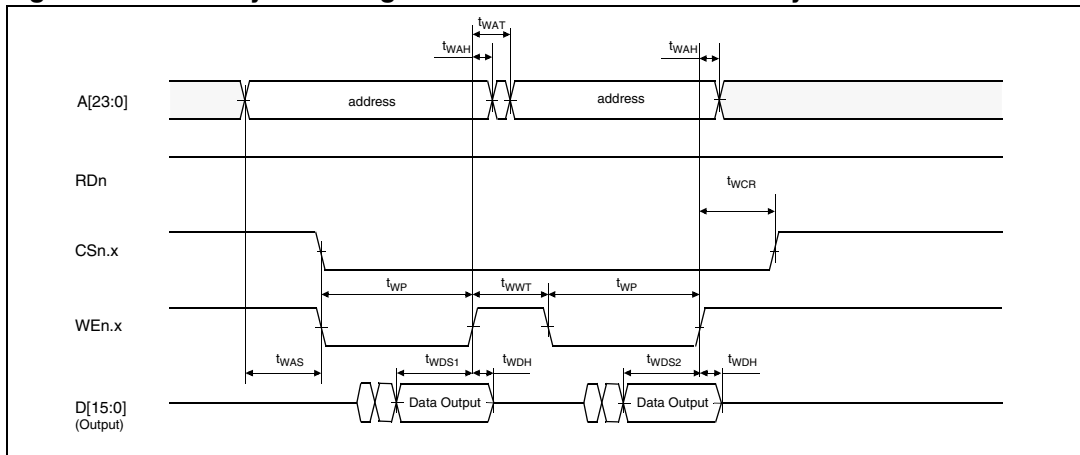 tWAT
tWAH
tWAH
A[23:0]
address
address
RDn
tWCR
CSn.x
tWP
tWWT
tWP
WEn.x
tWAS
tWDS1
tWDH
tWDS2
tWDH
D[15:0]
(Output)
Data Output
Data Output